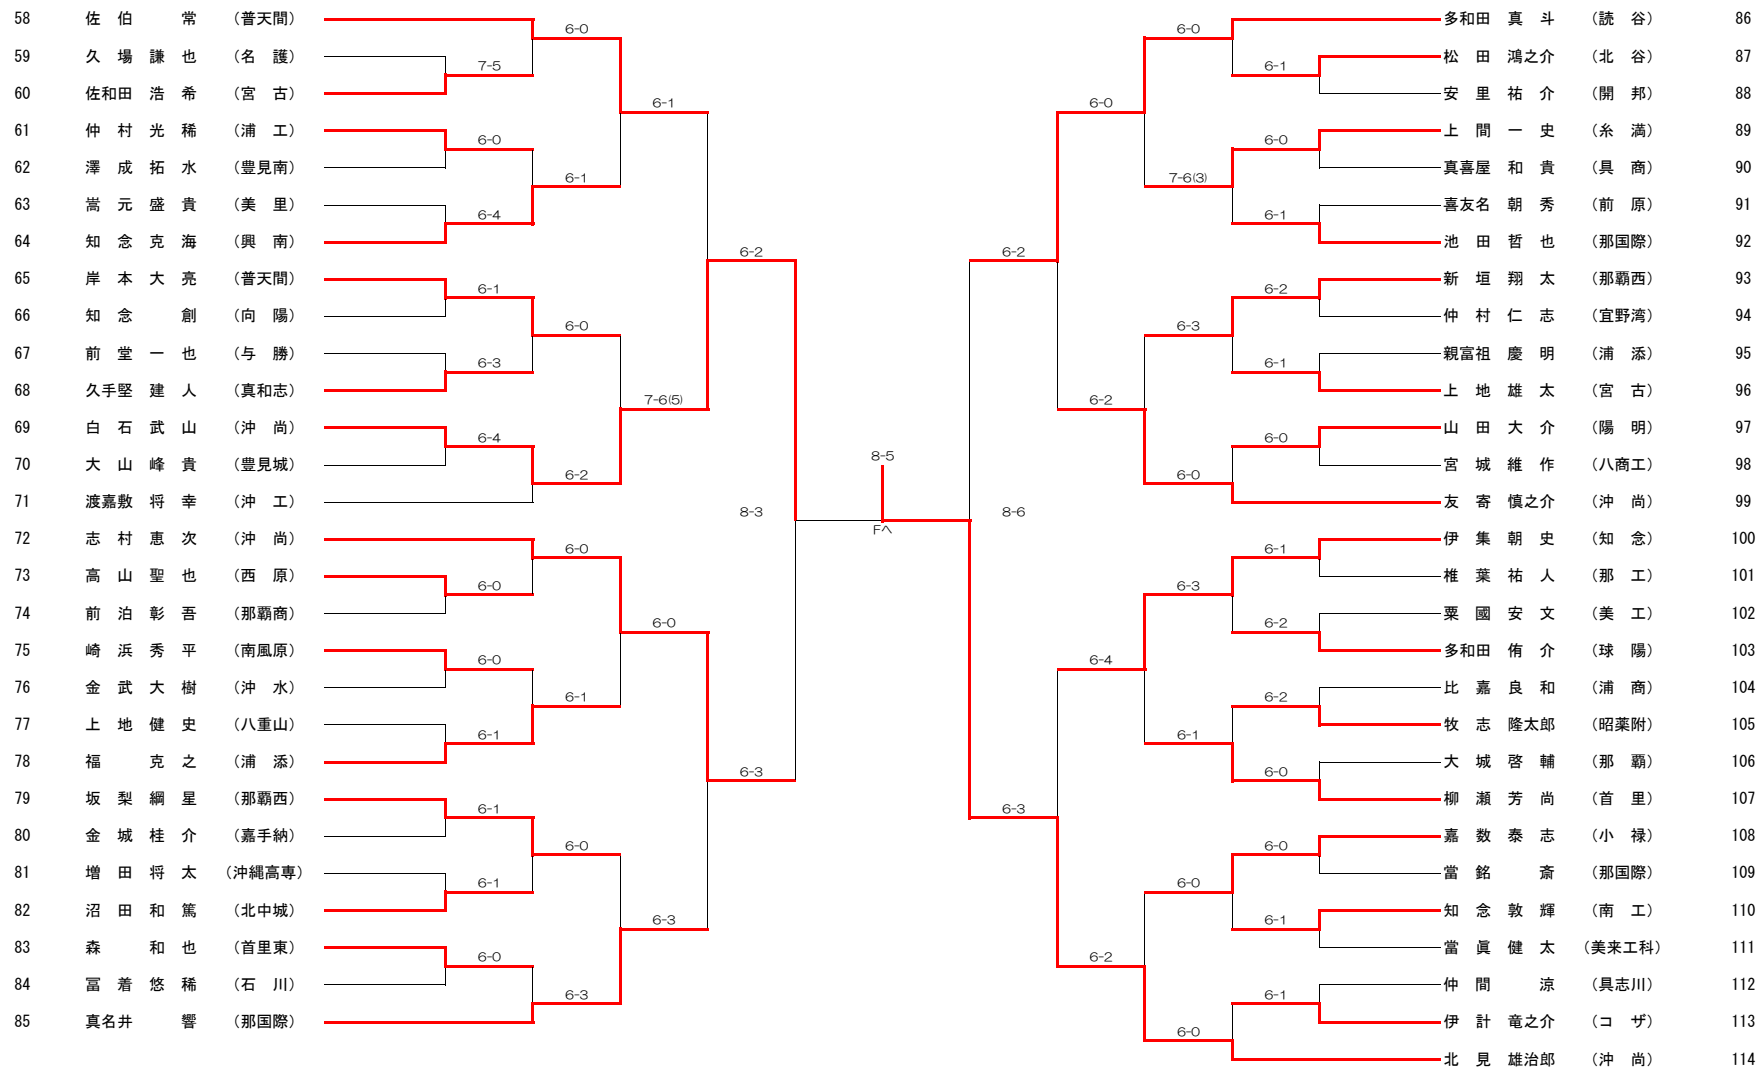 58 佐伯 常 （普天間）
59 久場謙也 （名護）
60 佐和田浩希 （宮古）
61 仲村光稀 （浦工）
62 澤成拓水 （豊見南）
63 嵩元盛貴 （美里）
64 知念克海 （興南）
65 岸本大亮 （普天間）
66 知念 創 （向陽）
67 前堂一也 （与勝）
68 久手堅建人 （真和志）
69 白石武山 （沖尚）
70 大山峰貴 （豊見城）
71 渡嘉敷将幸 （沖工）
72 志村恵次 （沖尚）
73 高山聖也 （西原）
74 前泊彰吾 （那覇商）
75 崎浜秀平 （南風原）
76 金武大樹 （沖水）
77 上地健史 （八重山）
78 福 克之 （浦添）
79 坂梨綱星 （那覇西）
80 金城桂介 （嘉手納）
81 増田将太 （沖縄高専）
82 沼田和篤 （北中城）
83 森 和也 （首里東）
84 冨着悠稀 （石川）
85 真名井 響 （那国際）
7-5
6-0
6-4
6-1
6-3
6-4
6-0
6-0
6-1
6-1
6-1
6-0
6-0
6-1
6-0
6-2
6-0
6-1
6-0
6-3
6-1
7-6(5)
6-0
6-3
6-2
6-3
8-3
8-5
Fへ
8-6
6-2
6-3
6-0
6-2
6-4
6-2
6-0
7-6(3)
6-3
6-0
6-3
6-1
6-0
6-0
6-1
6-0
6-1
6-2
6-1
6-0
6-1
6-2
6-2
6-0
6-0
6-1
6-1
多和田真斗 （読谷） 86
松田鴻之介 （北谷） 87
安里祐介 （開邦） 88
上間一史 （糸満） 89
真喜屋和貴 （具商） 90
喜友名朝秀 （前原） 91
池田哲也 （那国際） 92
新垣翔太 （那覇西） 93
仲村仁志 （宜野湾） 94
親富祖慶明 （浦添） 95
上地雄太 （宮古） 96
山田大介 （陽明） 97
宮城維作 （八商工） 98
友寄慎之介 （沖尚） 99
伊集朝史 （知念） 100
椎葉祐人 （那工） 101
粟國安文 （美工） 102
多和田侑介 （球陽） 103
比嘉良和 （浦商） 104
牧志隆太郎 （昭薬附） 105
大城啓輔 （那覇） 106
柳瀬芳尚 （首里） 107
嘉数泰志 （小禄） 108
當銘 斎 （那国際） 109
知念敦輝 （南工） 110
當眞健太 （美来工科） 111
仲間 涼 （具志川） 112
伊計竜之介 （コザ） 113
北見雄治郎 （沖尚） 114